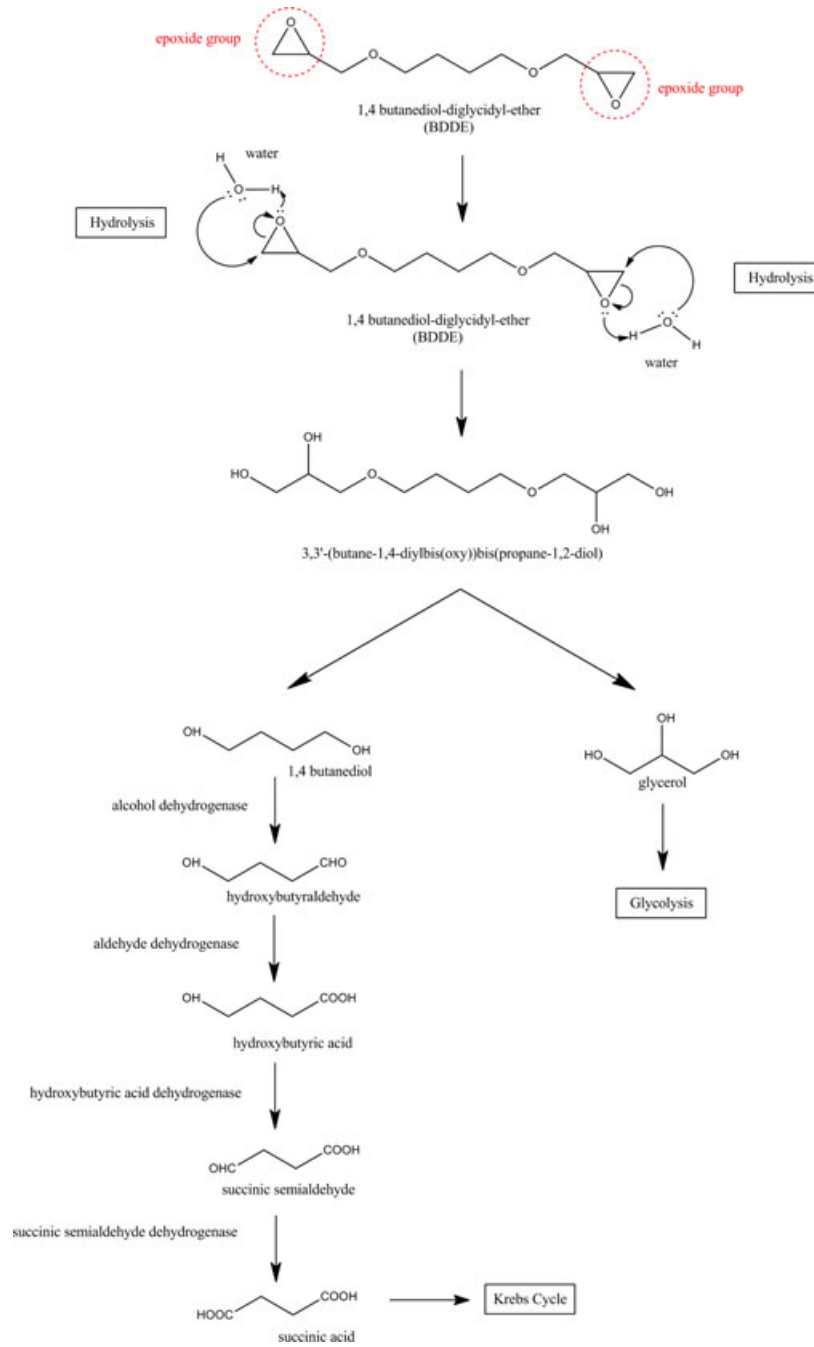 O
epoxide group
O
O
O
epoxide group
1,4 butanediol-diglycidyl-ether
(BDDE)
H
water
O
H
Hydrolysis
O
O
O
O
Hydrolysis
1,4 butanediol-diglycidyl-ether
(BDDE)
H
O
H
water
OH
HO
O
O
OH
OH
3,3'-(butane-1,4-diylbis(oxy))bis(propane-1,2-diol)
OH
OH
1,4 butanediol
OH
HO
OH
glycerol
alcohol dehydrogenase
OH
CHO
hydroxybutyraldehyde
Glycolysis
aldehyde dehydrogenase
OH
COOH
hydroxybutyric acid
hydroxybutyric acid dehydrogenase
COOH
OHC
succinic semialdehyde
succinic semialdehyde dehydrogenase
COOH
HOOC
Krebs Cycle
succinic acid